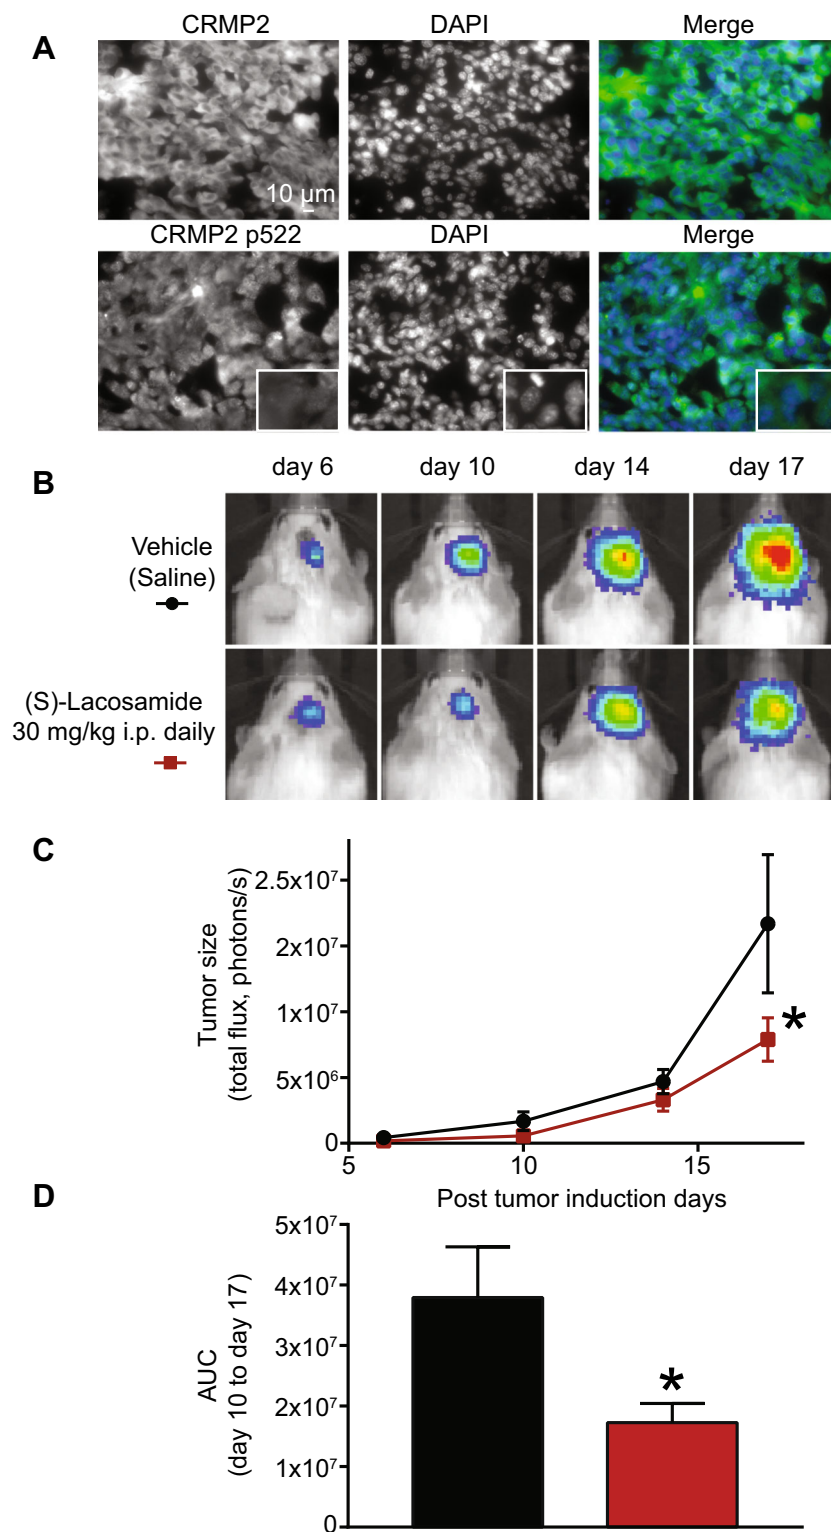 A
CRMP2 DAPI Merge
10 µm
CRMP2 p522 DAPI Merge
B
day 6 day 10 day 14 day 17
Vehicle
(Saline)
(S)-Lacosamide
30 mg/kg i.p. daily
C
Tumor size
(total flux, photons/s)
2.5x10⁷
2x10⁷
1x10⁷
5x10⁶
0
*
5 10 15
Post tumor induction days
D
AUC
(day 10 to day 17)
5x10⁷
4x10⁷
3x10⁷
2x10⁷
1x10⁷
0
*